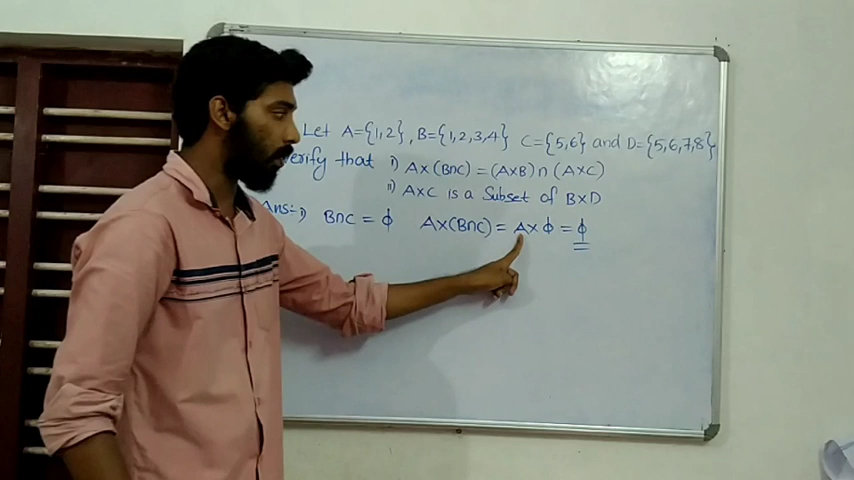 Let A={1,2}, B={1,2,3,4} C={5,6} and D={5,6,7,8}
verify that i) A×(B∩C)=(A×B)∩(A×C)
ii) A×C is a Subset of B×D
Ans:- i) B∩C = ϕ A×(B∩C) = A×ϕ = ϕ